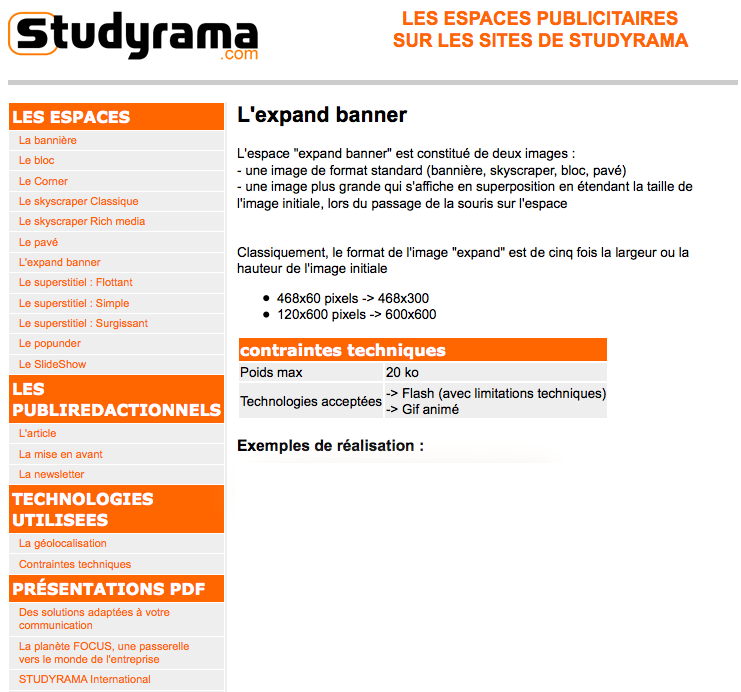 Studyrama
.com
LES ESPACES PUBLICITAIRES
SUR LES SITES DE STUDYRAMA
LES ESPACES
La bannière
Le bloc
Le Corner
Le skyscraper Classique
Le skyscraper Rich media
Le pavé
L'expand banner
Le superstitiel : Flottant
Le superstitiel : Simple
Le superstitiel : Surgissant
Le popunder
Le SlideShow
LES
PUBLIREDACTIONNELS
L'article
La mise en avant
La newsletter
TECHNOLOGIES
UTILISEES
La géolocalisation
Contraintes techniques
PRÉSENTATIONS PDF
Des solutions adaptées à votre
communication
La planète FOCUS, une passerelle
vers le monde de l'entreprise
STUDYRAMA International
L'expand banner
L'espace "expand banner" est constitué de deux images :
- une image de format standard (bannière, skyscraper, bloc, pavé)
- une image plus grande qui s'affiche en superposition en étendant la taille de
l'image initiale, lors du passage de la souris sur l'espace
Classiquement, le format de l'image "expand" est de cinq fois la largeur ou la
hauteur de l'image initiale
• 468x60 pixels -> 468x300
• 120x600 pixels -> 600x600
contraintes techniques
Poids max 20 ko
Technologies acceptées -> Flash (avec limitations techniques)
-> Gif animé
Exemples de réalisation :